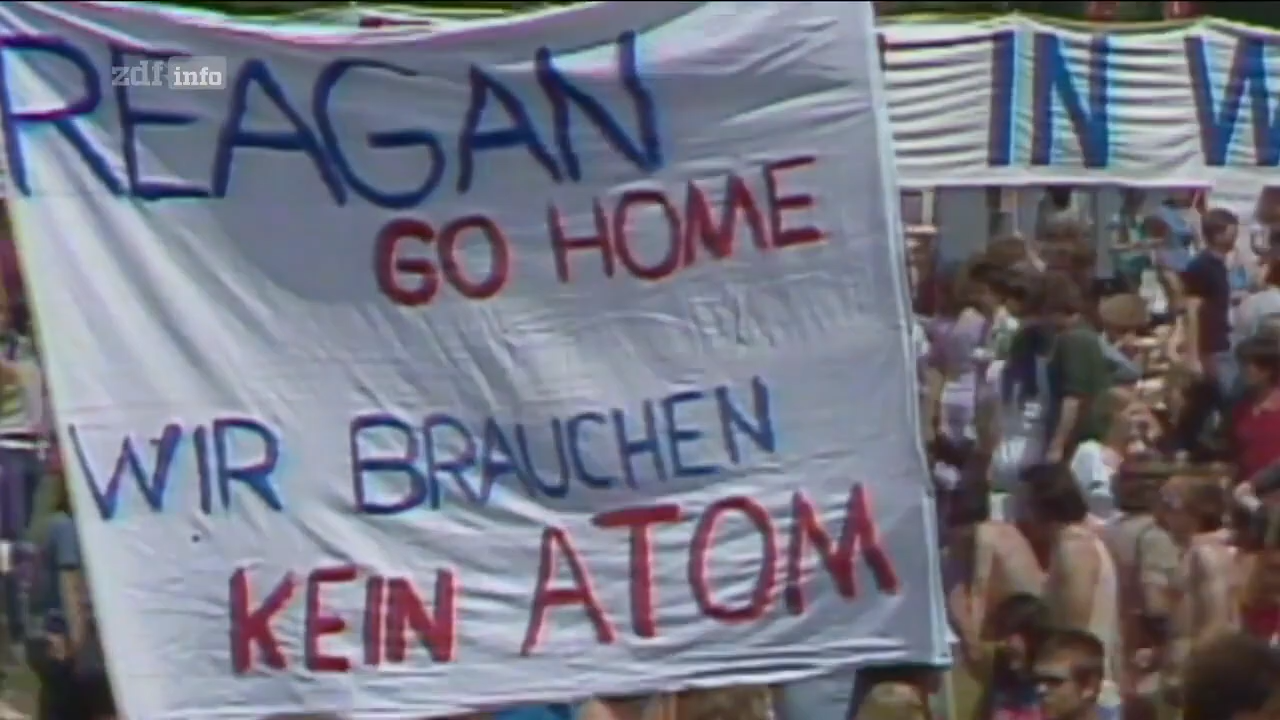 zdf info
REAGAN
GO HOME
WIR BRAUCHEN
KEIN ATOM
IN W